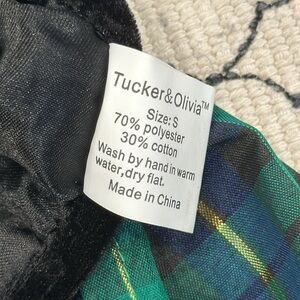 Tucker&Olivia™
Size: S
70% polyester
30% cotton
Wash by hand in warm
water,dry flat.
Made in China